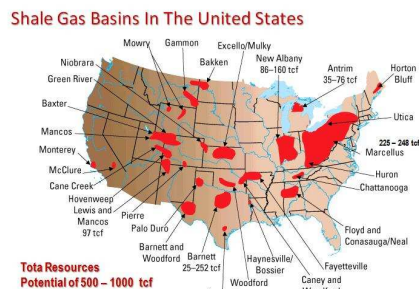 Shale Gas Basins In The United States
Mowry
Gammon
Excello/Mulky
New Albany
86–160 tcf
Niobrara
Bakken
Antrim
35–76 tcf
Horton
Bluff
Green River
Baxter
Utica
Mancos
225 – 248 tcf
Monterey
Marcellus
McClure
Huron
Cane Creek
Chattanooga
Hovenweep
Lewis and
Mancos
97 tcf
Pierre
Palo Duro
Floyd and
Conasauga/Neal
Barnett and
Woodford
Barnett
25–252 tcf
Haynesville/
Bossier
Fayetteville
Tota Resources
Potential of 500 – 1000 tcf
Woodford
Caney and